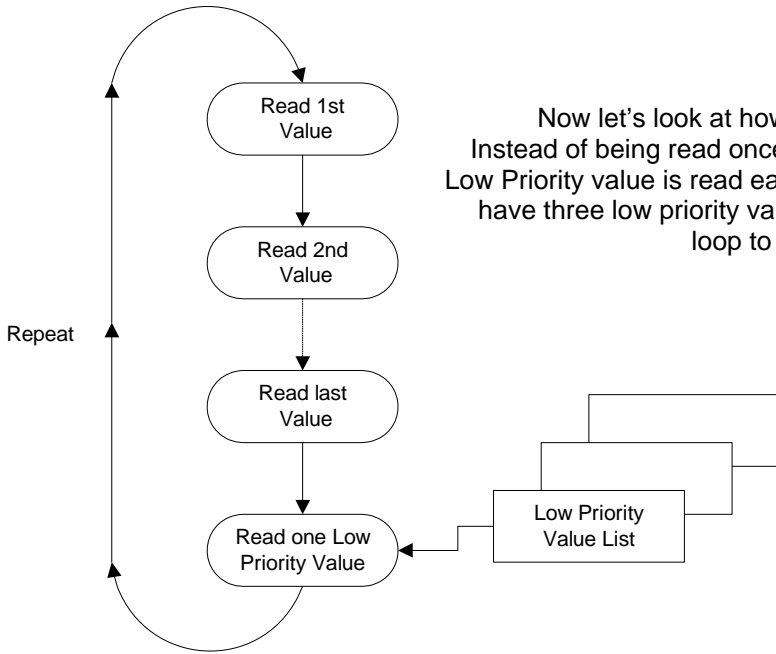 Now let’s look at how
Instead of being read once
Low Priority value is read ea
have three low priority va
loop to
Read 1st
Value
Read 2nd
Value
Repeat
Read last
Value
Read one Low
Priority Value
Low Priority
Value List